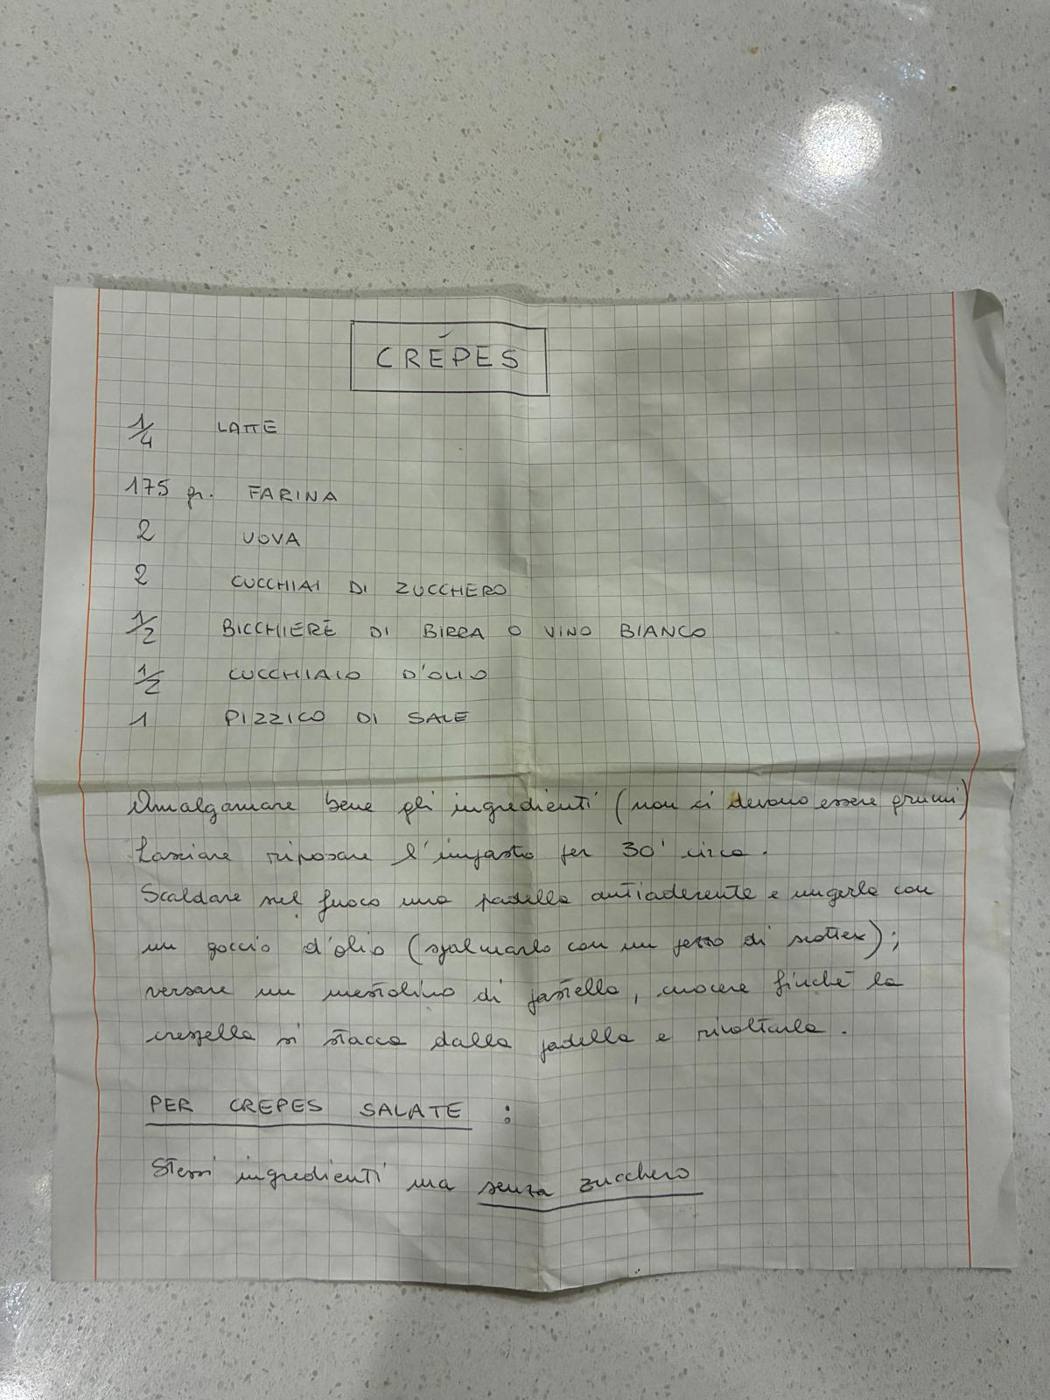 CRÉPES
1/4 LATTE
175 gr. FARINA
2 UOVA
2 CUCCHIAI DI ZUCCHERO
1/2 BICCHIERE DI BIRRA O VINO BIANCO
1/2 CUCCHIAIO D'OLIO
1 PIZZICO DI SALE
Amalgamare bene gli ingredienti (non ci devono essere grumi)
Lasciare riposare l'impasto per 30' circa.
Scaldare sul fuoco una padella antiaderente e ungerla con
un goccio d'olio (spalmarlo con un pezzo di scottex);
versare un mestolino di pastella, cuocere finché la
crespella si stacca dalla padella e rivoltarla.
PER CREPES SALATE :
Stessi ingredienti ma senza zucchero